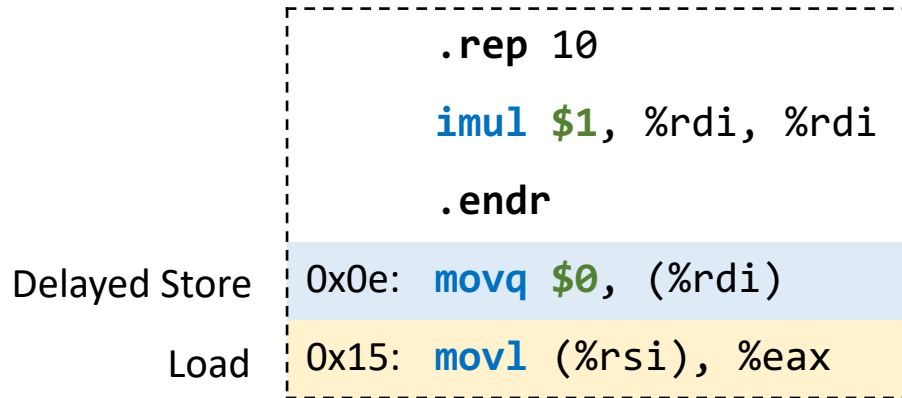 .rep 10
imul $1, %rdi, %rdi
.endr
Delayed Store 0x0e: movq $0, (%rdi)
Load 0x15: movl (%rsi), %eax